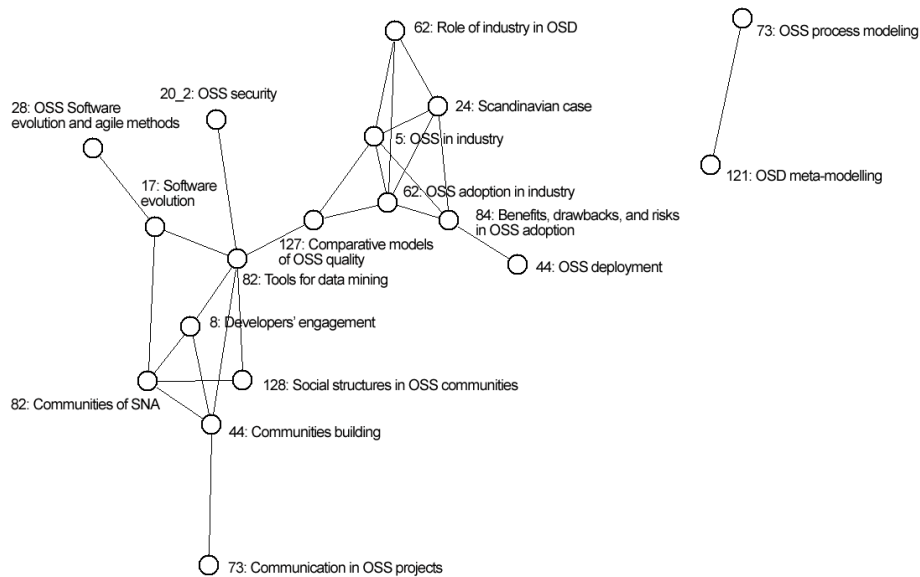 62: Role of industry in OSD
73: OSS process modeling
20_2: OSS security
24: Scandinavian case
28: OSS Software
evolution and agile methods
5: OSS in industry
121: OSD meta-modelling
17: Software
evolution
62: OSS adoption in industry
84: Benefits, drawbacks, and risks
in OSS adoption
127: Comparative models
of OSS quality
44: OSS deployment
82: Tools for data mining
8: Developers' engagement
128: Social structures in OSS communities
82: Communities of SNA
44: Communities building
73: Communication in OSS projects